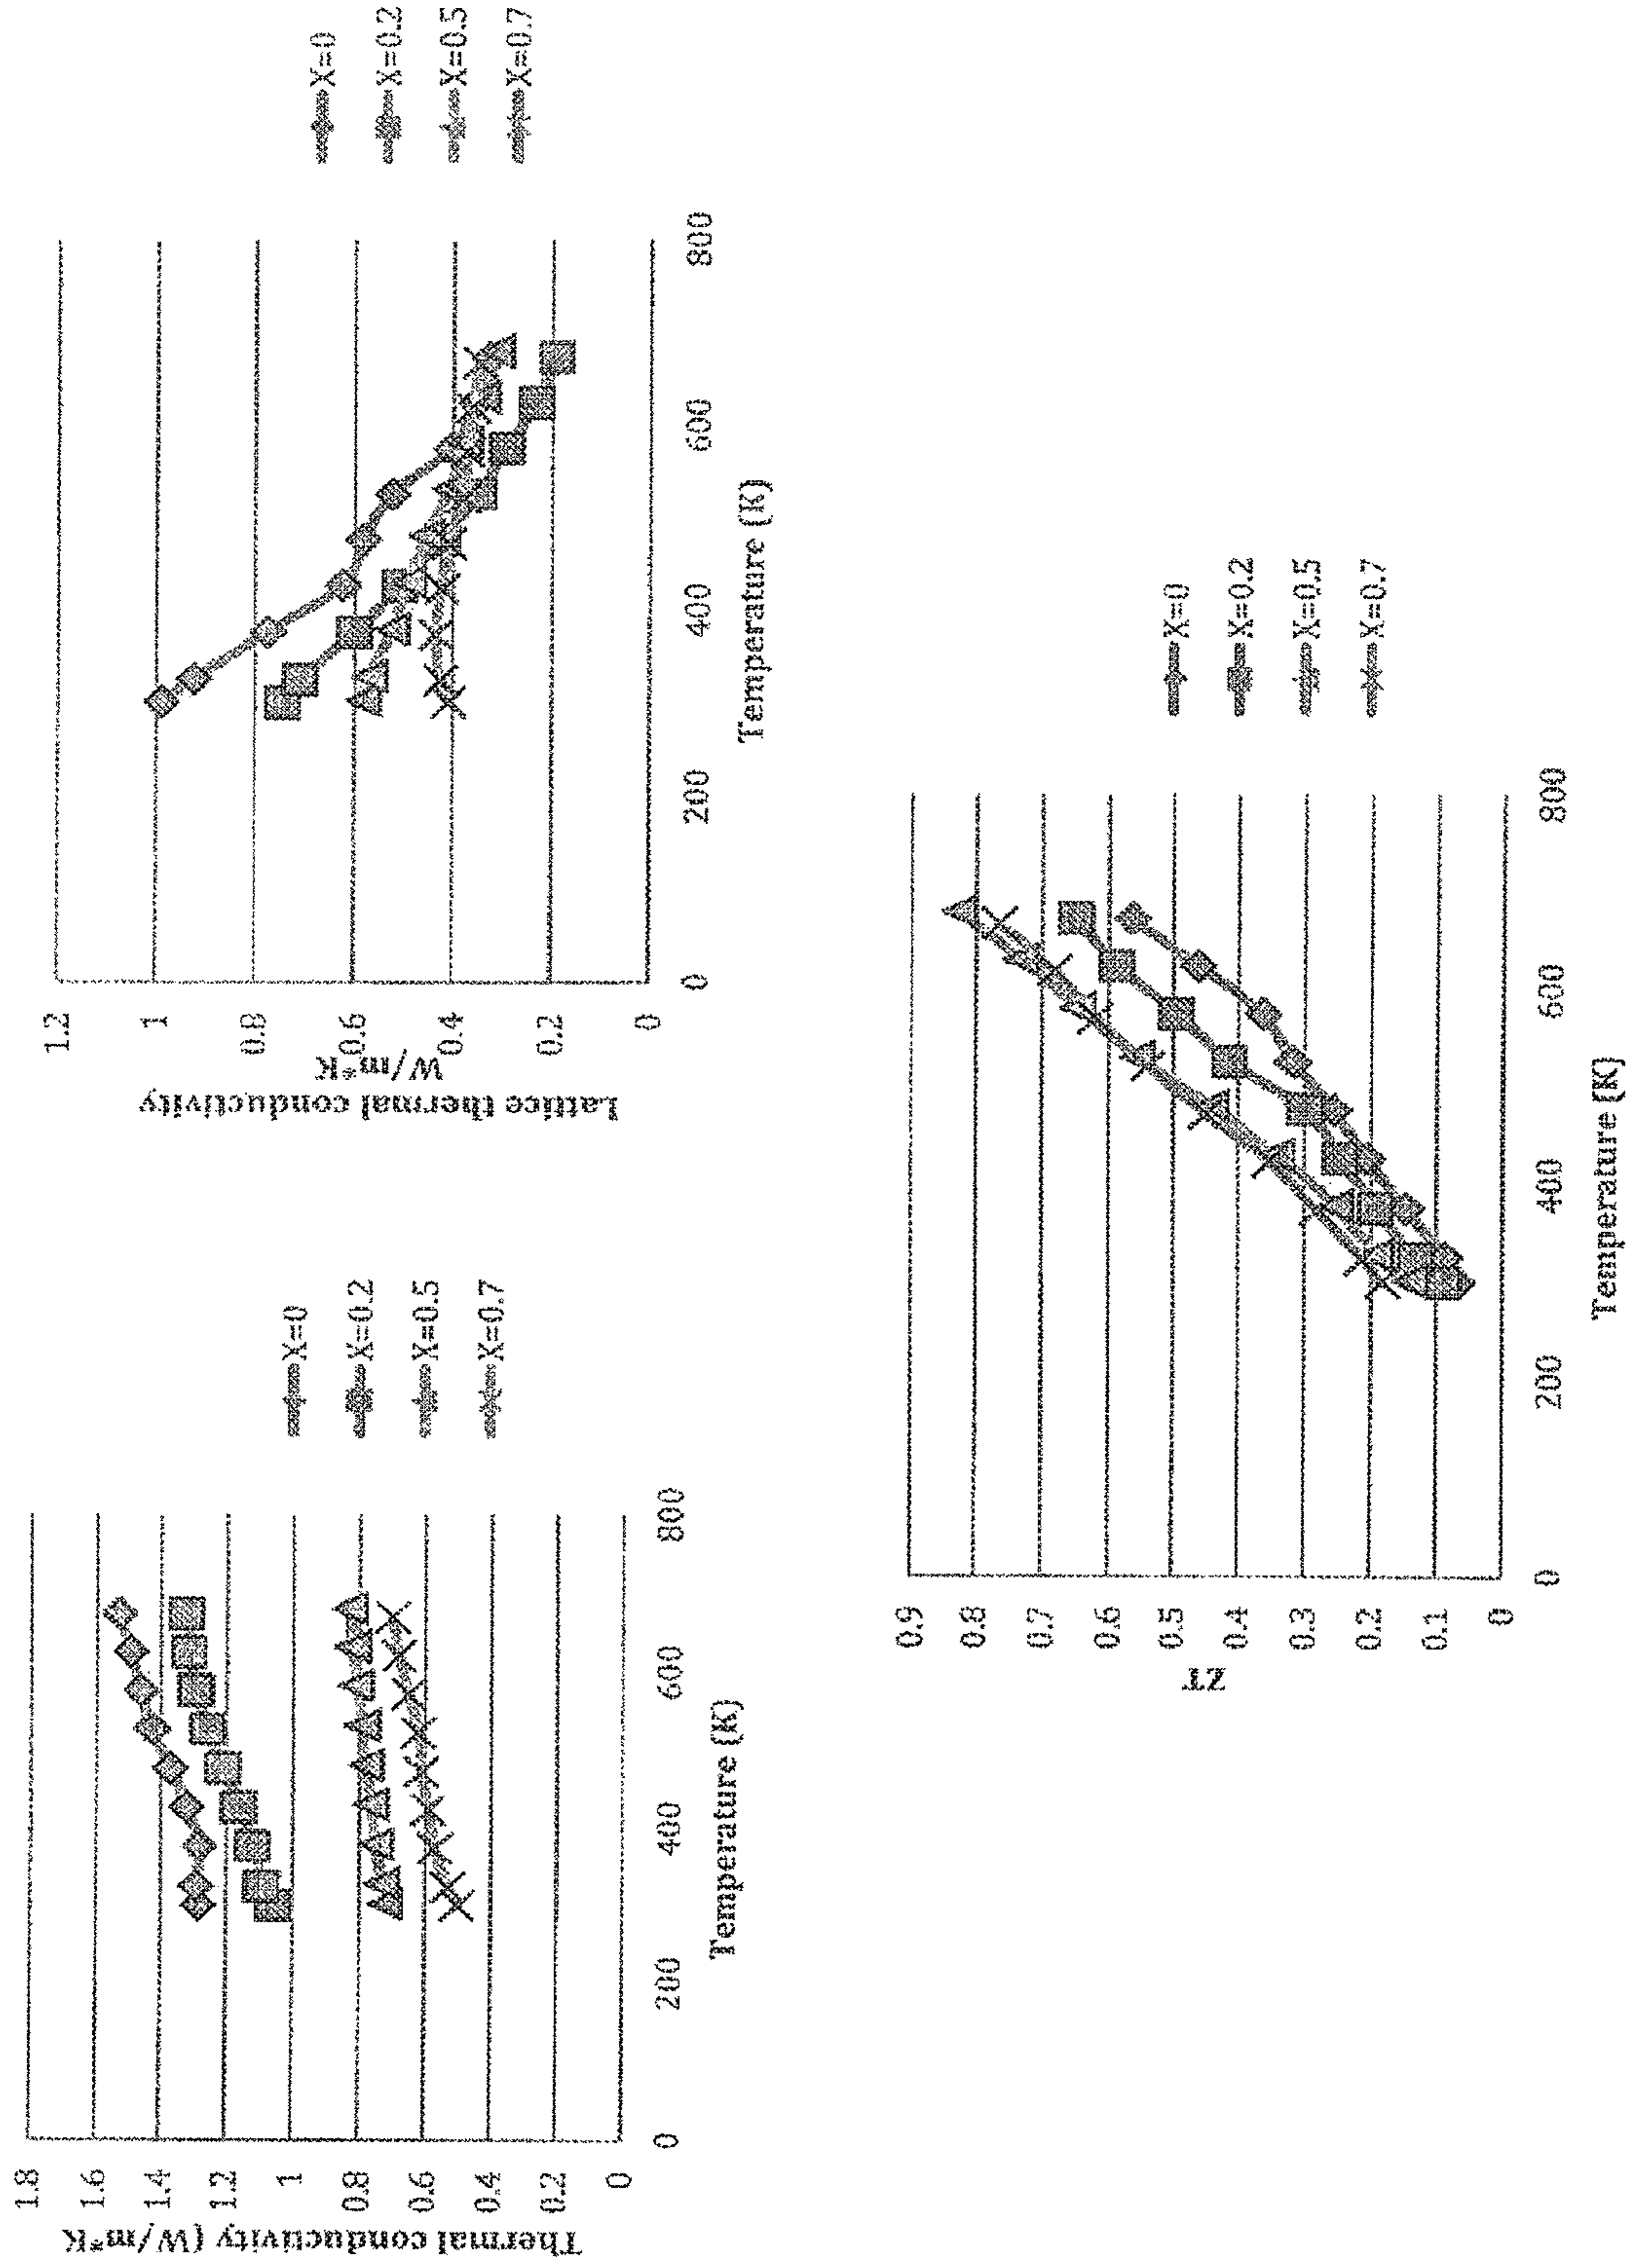 Thermal conductivity (W/m*K
1.8
1.6
1.4
1.2
1
0.8
0.6
0.4
0.2
0
0 200 400 600 800
Temperature (K)
X=0
X=0.2
X=0.5
X=0.7
Lattice thermal conductivity
W/m*K
1.2
1
0.8
0.6
0.4
0.2
0
0 200 400 600 800
Temperature (K)
X=0
X=0.2
X=0.5
X=0.7
ZT
0.9
0.8
0.7
0.6
0.5
0.4
0.3
0.2
0.1
0
0 200 400 600 800
Temperature (K)
X=0
X=0.2
X=0.5
X=0.7